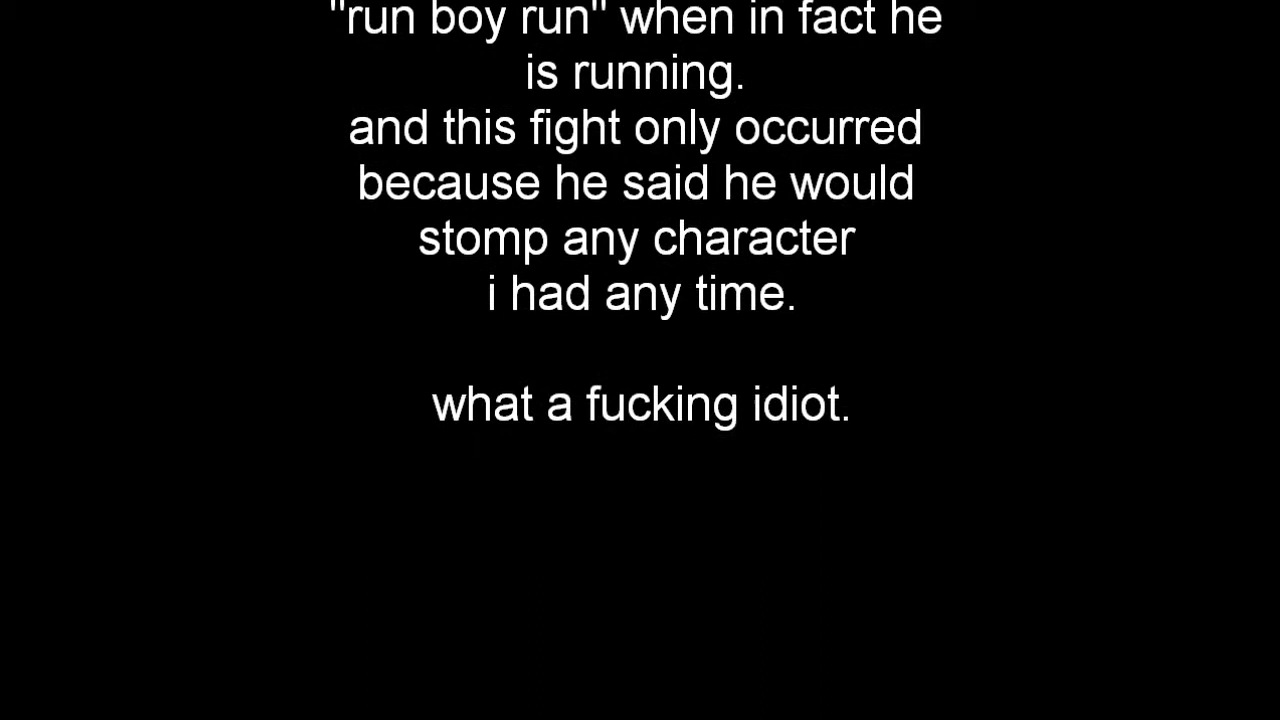 "run boy run" when in fact he
is running.
and this fight only occurred
because he said he would
stomp any character
i had any time.
what a fucking idiot.